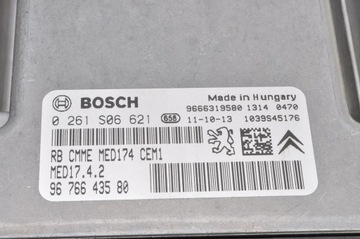 BOSCH
Made in Hungary
9666319580 1314 0470
0 261 S06 621 658 11-10-13 1039S45176
RB CMME MED174 CEM1
MED17.4.2
96 766 435 80